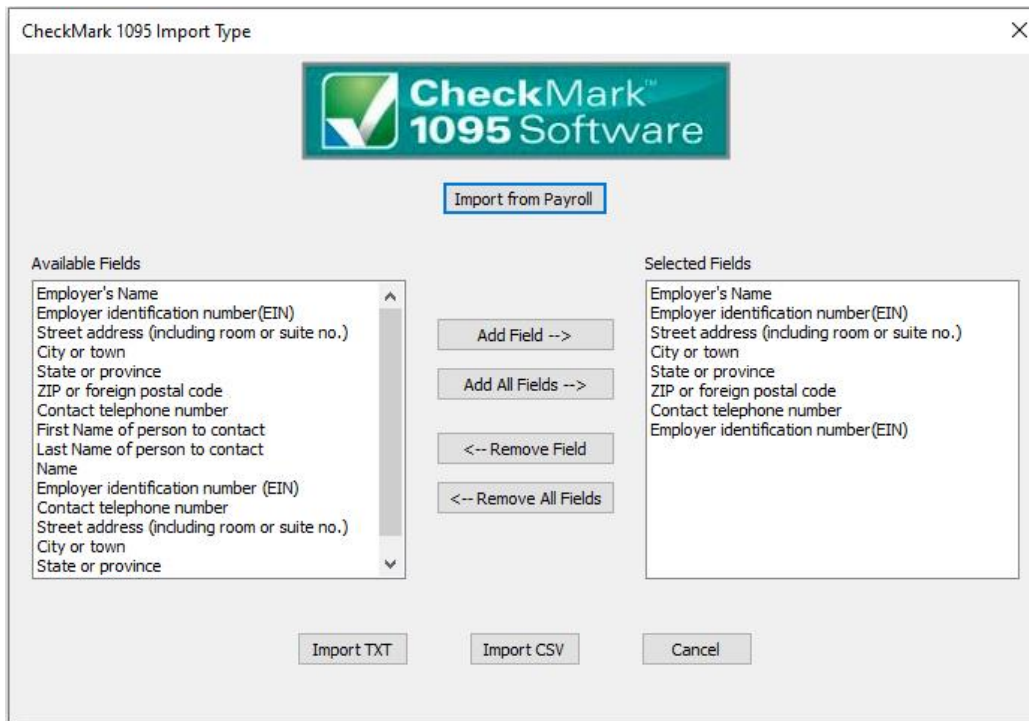 CheckMark 1095 Import Type
CheckMark™
1095 Software
Import from Payroll
Available Fields
Employer's Name
Employer identification number(EIN)
Street address (including room or suite no.)
City or town
State or province
ZIP or foreign postal code
Contact telephone number
First Name of person to contact
Last Name of person to contact
Name
Employer identification number (EIN)
Contact telephone number
Street address (including room or suite no.)
City or town
State or province
Add Field -->
Add All Fields -->
<-- Remove Field
<-- Remove All Fields
Selected Fields
Employer's Name
Employer identification number(EIN)
Street address (including room or suite no.)
City or town
State or province
ZIP or foreign postal code
Contact telephone number
Employer identification number(EIN)
Import TXT
Import CSV
Cancel